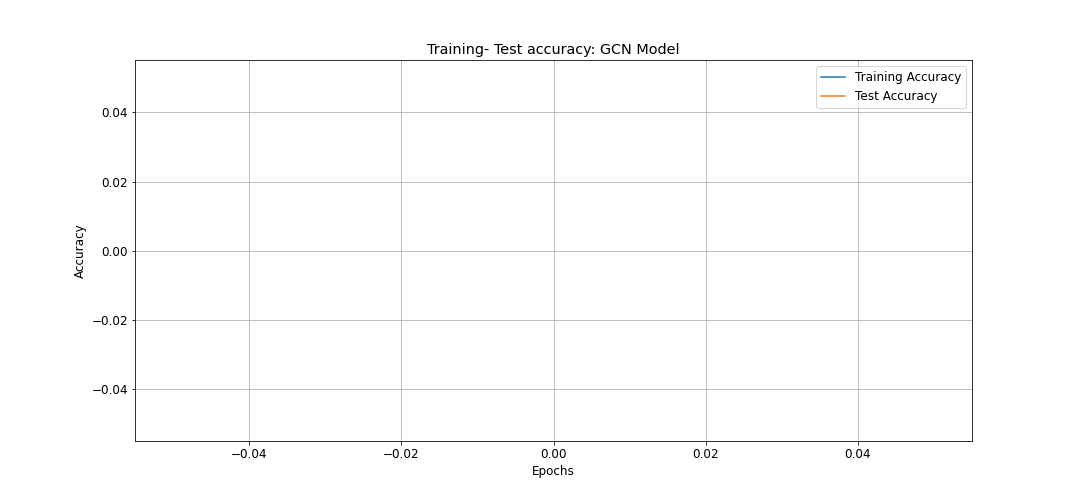 Training- Test accuracy: GCN Model
Training Accuracy
Test Accuracy
0.04
0.02
0.00
−0.02
−0.04
Accuracy
−0.04
−0.02
0.00
0.02
0.04
Epochs